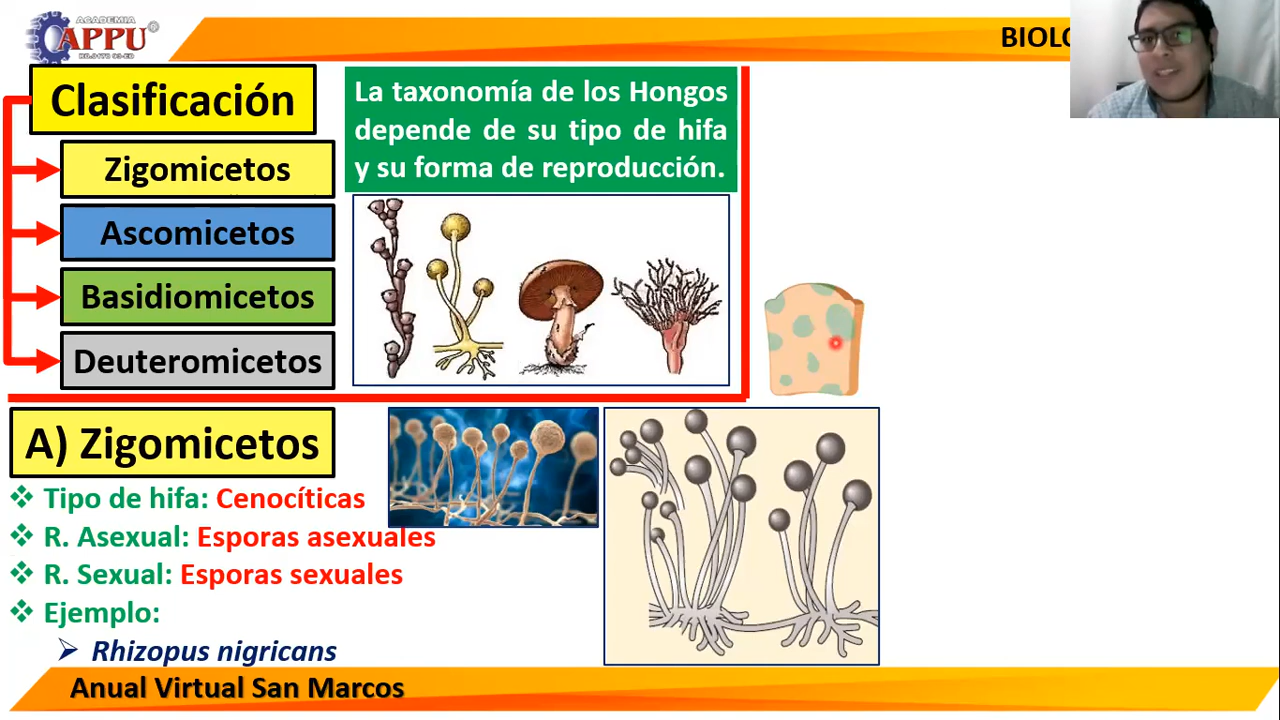 ACADEMIA
APPU®
BIOLO
Clasificación
Zigomicetos
Ascomicetos
Basidiomicetos
Deuteromicetos
La taxonomía de los Hongos
depende de su tipo de hifa
y su forma de reproducción.
A) Zigomicetos
❖ Tipo de hifa: Cenocíticas
❖ R. Asexual: Esporas asexuales
❖ R. Sexual: Esporas sexuales
❖ Ejemplo:
➢ Rhizopus nigricans
Anual Virtual San Marcos